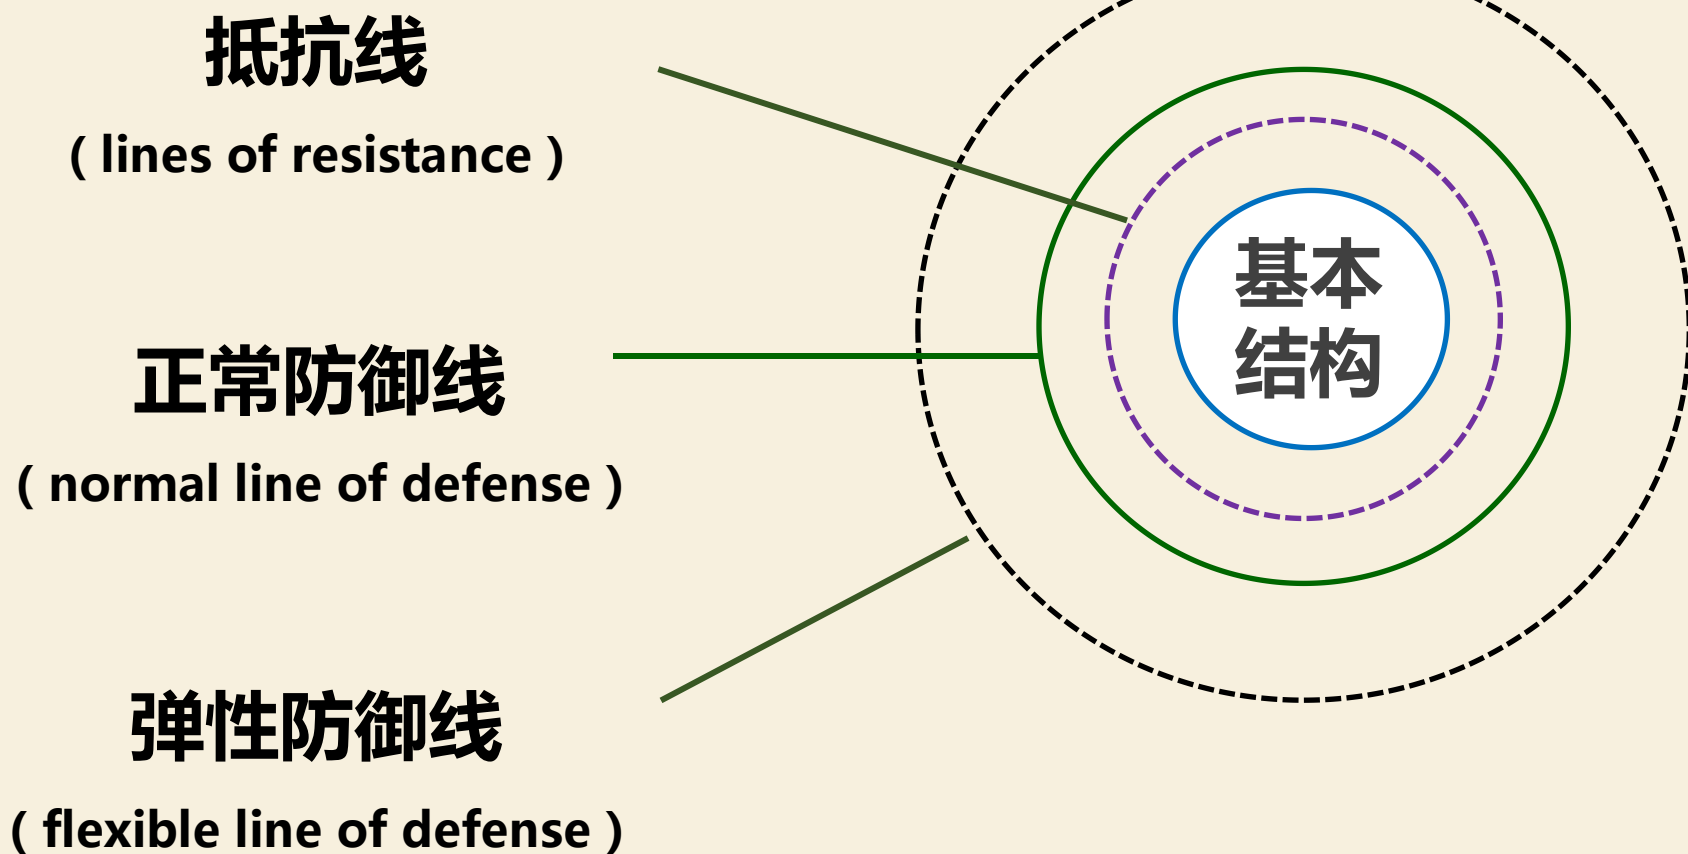 抵抗线
( lines of resistance )
正常防御线
( normal line of defense )
弹性防御线
( flexible line of defense )
基本
结构